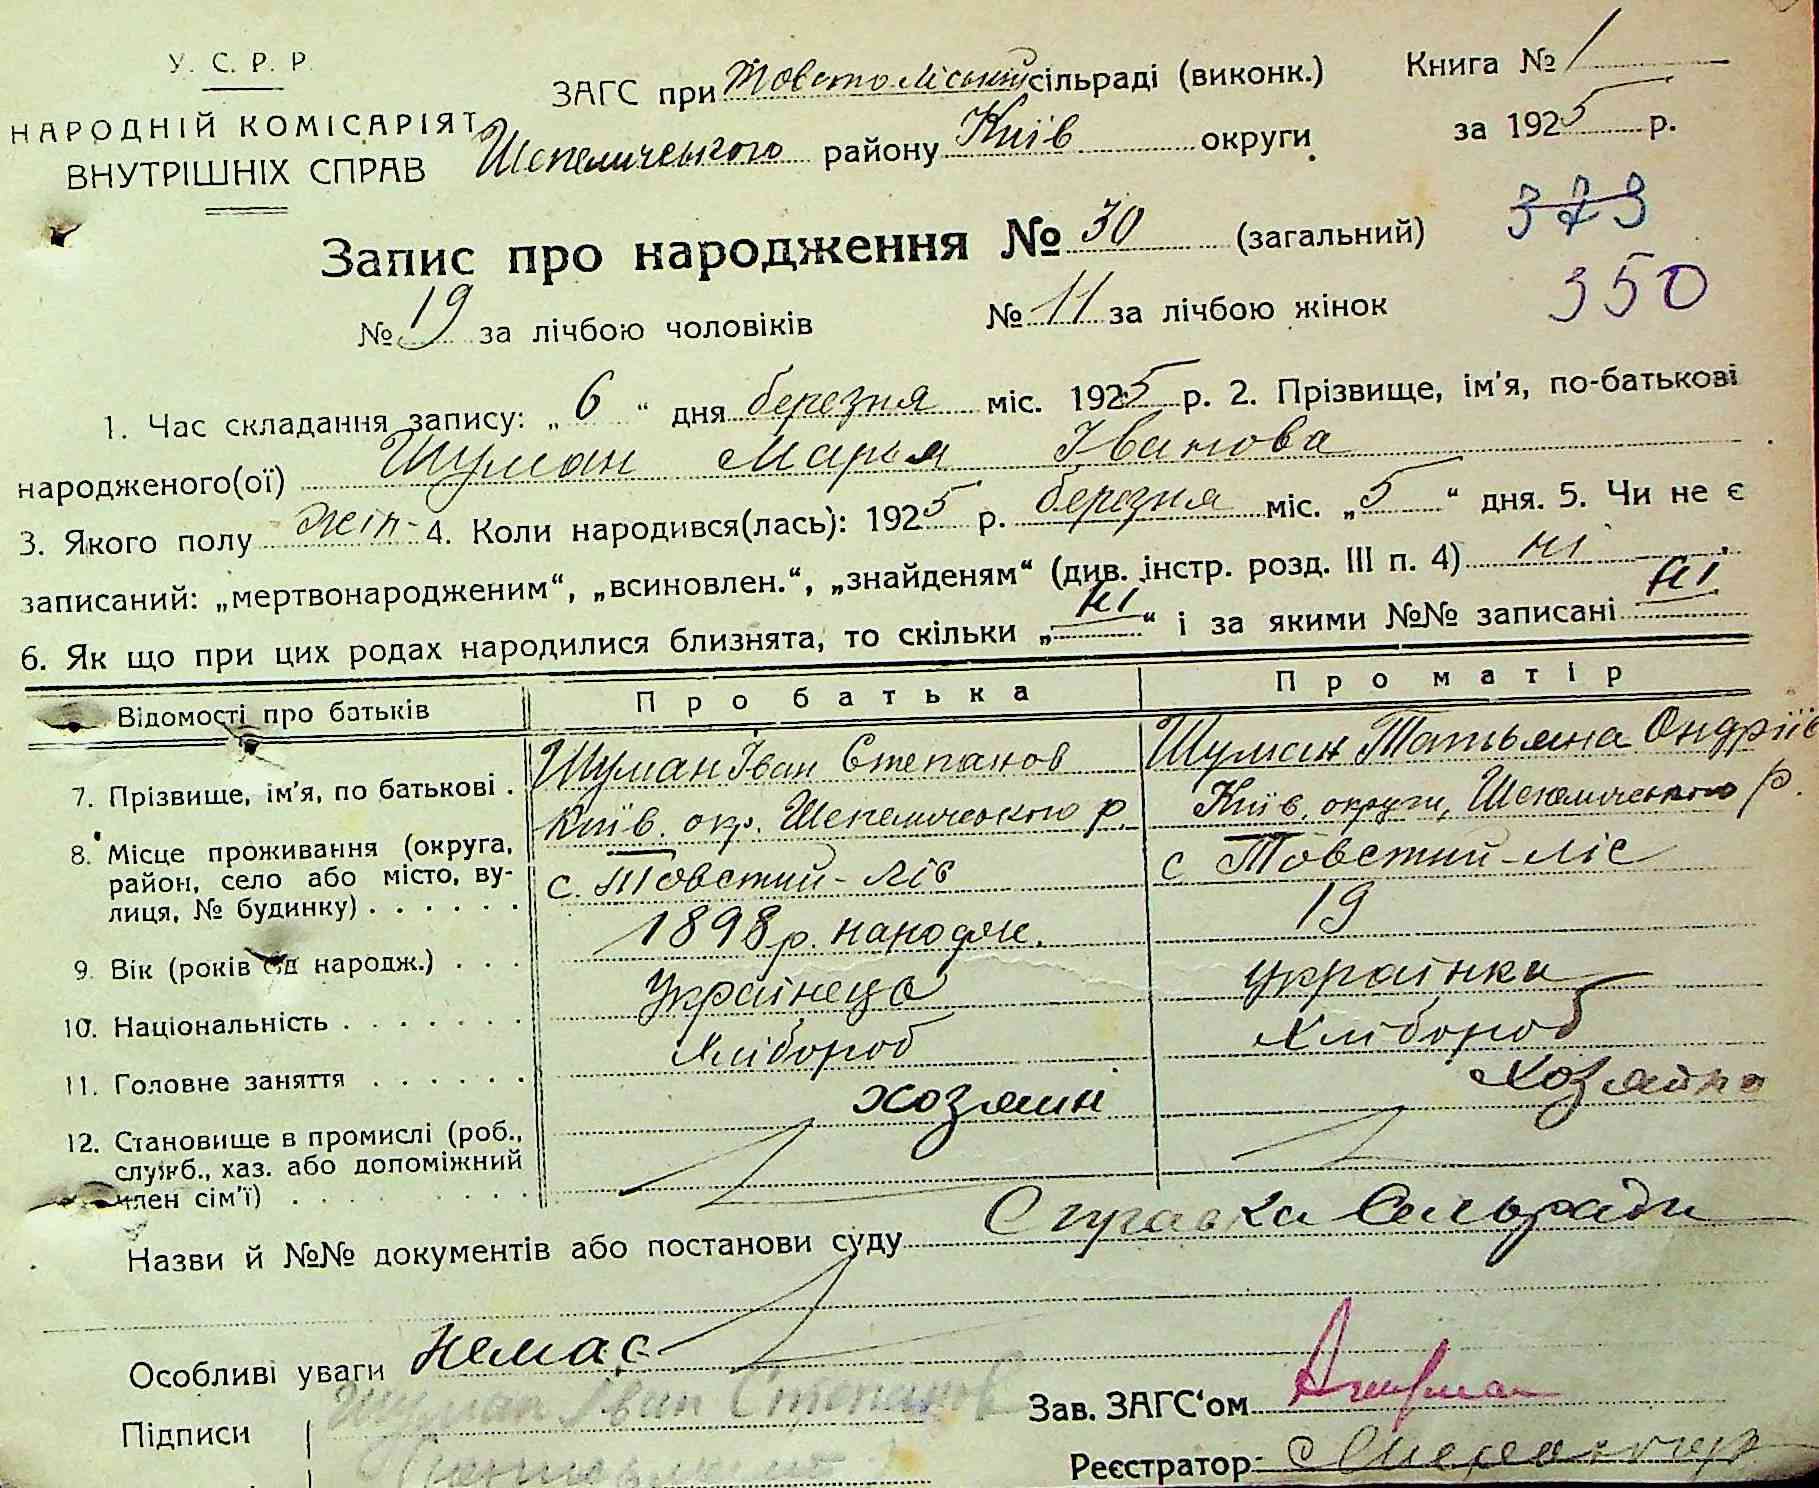 У. С. Р. Р.
НАРОДНІЙ КОМІСАРІЯТ
ВНУТРІШНІХ СПРАВ
ЗАГС при Товстоліський сільраді (виконк.)
Шепелического району Київ округи
Книга № 1
за 1925 р.
Запис про народження № 30 (загальний)
373
350
№ 19 за лічбою чоловіків № 11 за лічбою жінок
1. Час складання запису: „ 6 “ дня березня міс. 1925 р. 2. Прізвище, ім'я, по-батькові
народженого(ої) Шуман Марья Іванова
3. Якого полу жін- 4. Коли народився(лась): 1925 р. березня міс. „ 5 “ дня. 5. Чи не є
записаний: „мертвонародженим“, „всиновлен.“, „знайденям“ (див. інстр. розд. III п. 4) ні
6. Як що при цих родах народилися близнята, то скільки „ ні “ і за якими №№ записані ні
Відомості про батьків Про батька Про матір
7. Прізвище, ім'я, по батькові . Шуман Іван Степанов Шуман Татьяна Ондріїв
8. Місце проживання (округа, район, село або місто, вулиця, № будинку) . . . . . .
Київ. окр. Шепелического р. Київ. округи, Шепелического р.
с. Товстий-ліс с Товстий-ліс
9. Вік (років од народж.) . . . 1898 р. народж. 19
10. Національність . . . . . . . Українець українка
11. Головне заняття . . . . . . Хлібороб Хлібороб
12. Становище в промислі (роб., служб., хаз. або допоміжний член сім'ї) . . . . . . . . .
хозяин Хозяйка
Назви й №№ документів або постанови суду Справка Сельради
Особливі уваги немає
Підписи Шуман Іван Степанов
Зав. ЗАГС'ом
Реєстратор